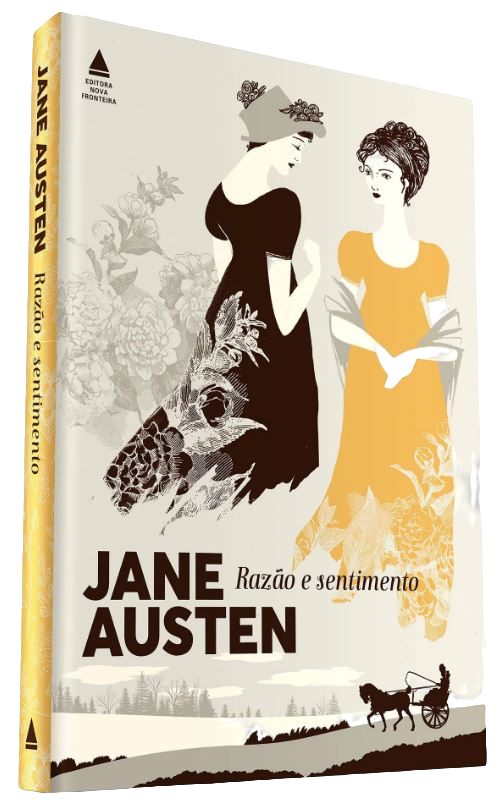 EDITORA
NOVA
FRONTEIRA
JANE AUSTEN Razão e sentimento
JANE
AUSTEN
Razão e sentimento